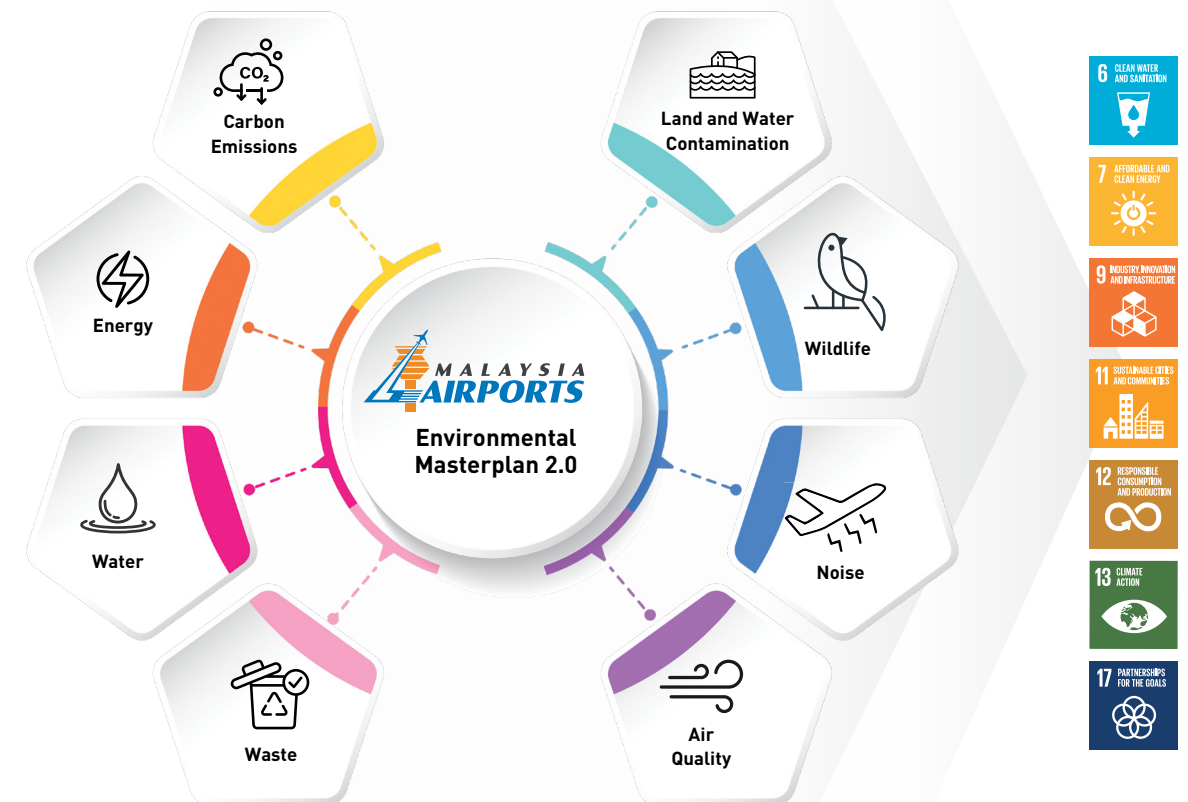 CO₂
Carbon
Emissions
Land and Water
Contamination
Energy
Wildlife
MALAYSIA
AIRPORTS
Environmental
Masterplan 2.0
Water
Noise
Waste
Air
Quality
6 CLEAN WATER
AND SANITATION
7 AFFORDABLE AND
CLEAN ENERGY
9 INDUSTRY, INNOVATION
AND INFRASTRUCTURE
11 SUSTAINABLE CITIES
AND COMMUNITIES
12 RESPONSIBLE
CONSUMPTION
AND PRODUCTION
13 CLIMATE
ACTION
17 PARTNERSHIPS
FOR THE GOALS